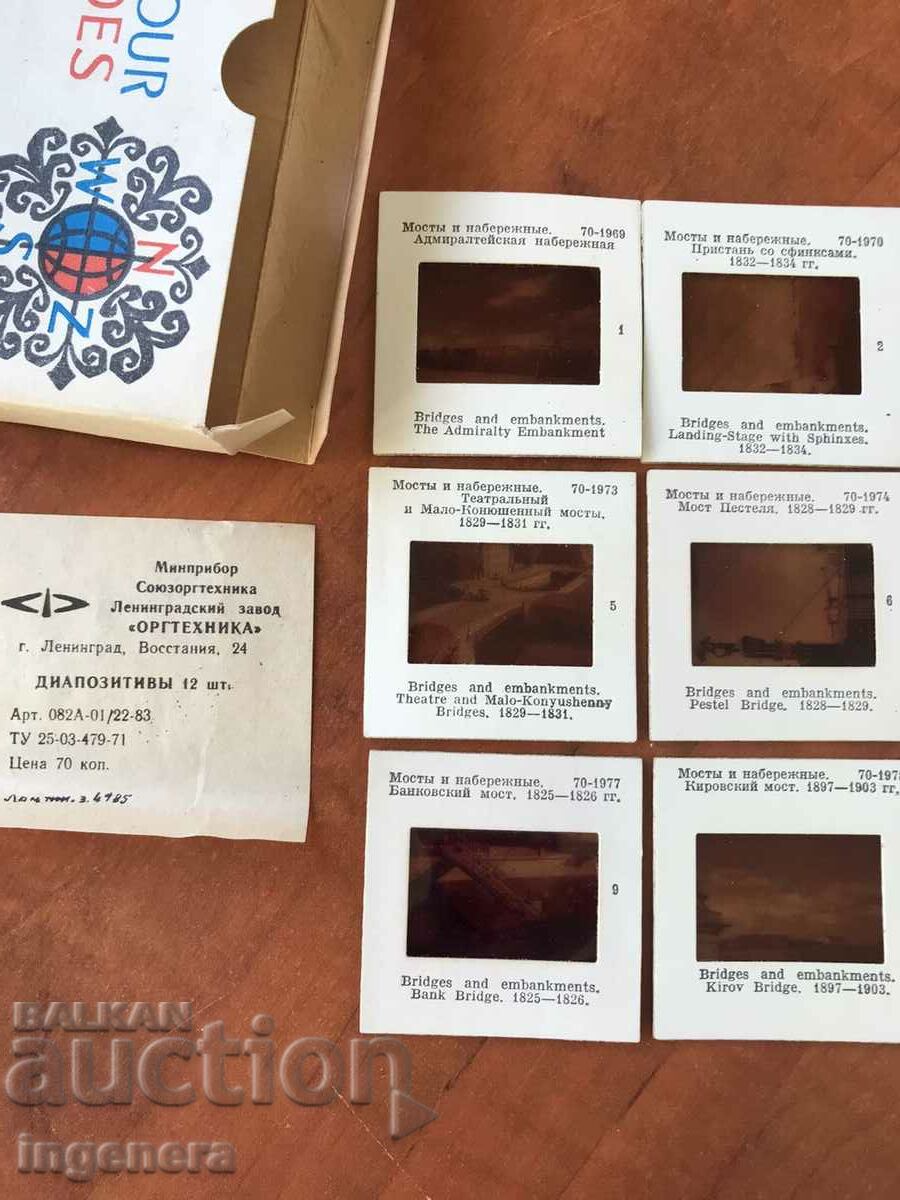 OUR
DES
W
N
S
Z
Мосты и набережные. 70-1969
Адмиралтейская набережная
1
Bridges and embankments.
The Admiralty Embankment
Мосты и набережные. 70-1970
Пристань со сфинксами.
1832—1834 гг.
2
Bridges and embankments.
Landing-Stage with Sphinxes.
1832—1834.
Мосты и набережные. 70-1973
Театральный
и Мало-Конюшенный мосты.
1829—1831 гг.
5
Bridges and embankments.
Theatre and Malo-Konyushenny
Bridges. 1829—1831.
Мосты и набережные. 70-1974
Мост Пестеля. 1828—1829 гг.
6
Bridges and embankments.
Pestel Bridge. 1828—1829.
Мосты и набережные. 70-1977
Банковский мост. 1825—1826 гг.
9
Bridges and embankments.
Bank Bridge. 1825—1826.
Мосты и набережные.
Кировский мост. 1897—1903 гг.
Bridges and embankments.
Kirov Bridge. 1897—1903.
Минприбор
Союзоргтехника
Ленинградский завод
«ОРГТЕХНИКА»
г. Ленинград, Восстания, 24
ДИАПОЗИТИВЫ 12 шт.
Арт. 082А-01/22-83
ТУ 25-03-479-71
Цена 70 коп.
BALKAN
auction
ingenera